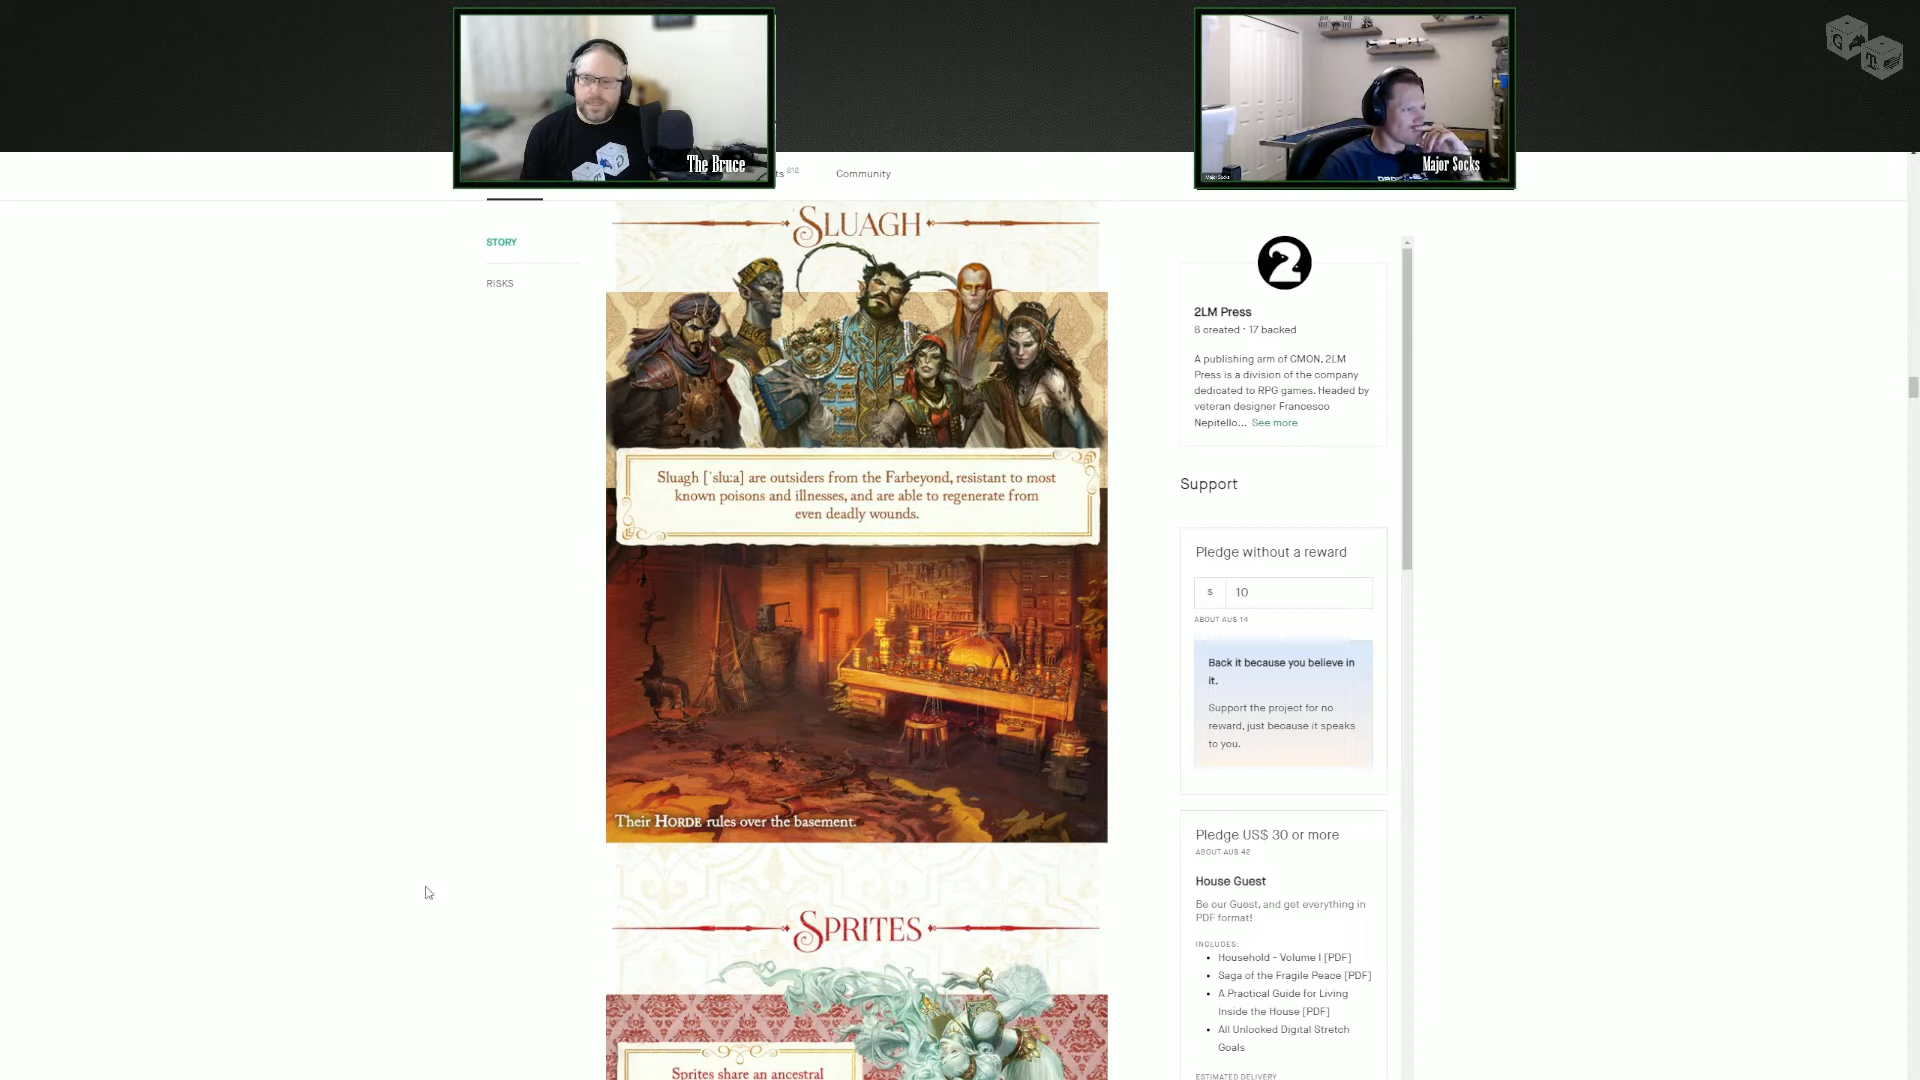 The Bruce
Major Socks
Major Socks
ts 812
Community
STORY
RISKS
SLUAGH
Sluagh [ˈslu:a] are outsiders from the Farbeyond, resistant to most
known poisons and illnesses, and are able to regenerate from
even deadly wounds.
Their HORDE rules over the basement.
SPRITES
Sprites share an ancestral
2LM Press
8 created · 17 backed
A publishing arm of CMON, 2LM
Press is a division of the company
dedicated to RPG games. Headed by
veteran designer Francesco
Nepitello... See more
Support
Pledge without a reward
$ 10
ABOUT AU$ 14
Back it because you believe in
it.
Support the project for no
reward, just because it speaks
to you.
Pledge US$ 30 or more
ABOUT AU$ 42
House Guest
Be our Guest, and get everything in
PDF format!
INCLUDES:
• Household - Volume I [PDF]
• Saga of the Fragile Peace [PDF]
• A Practical Guide for Living
Inside the House [PDF]
• All Unlocked Digital Stretch
Goals
ESTIMATED DELIVERY